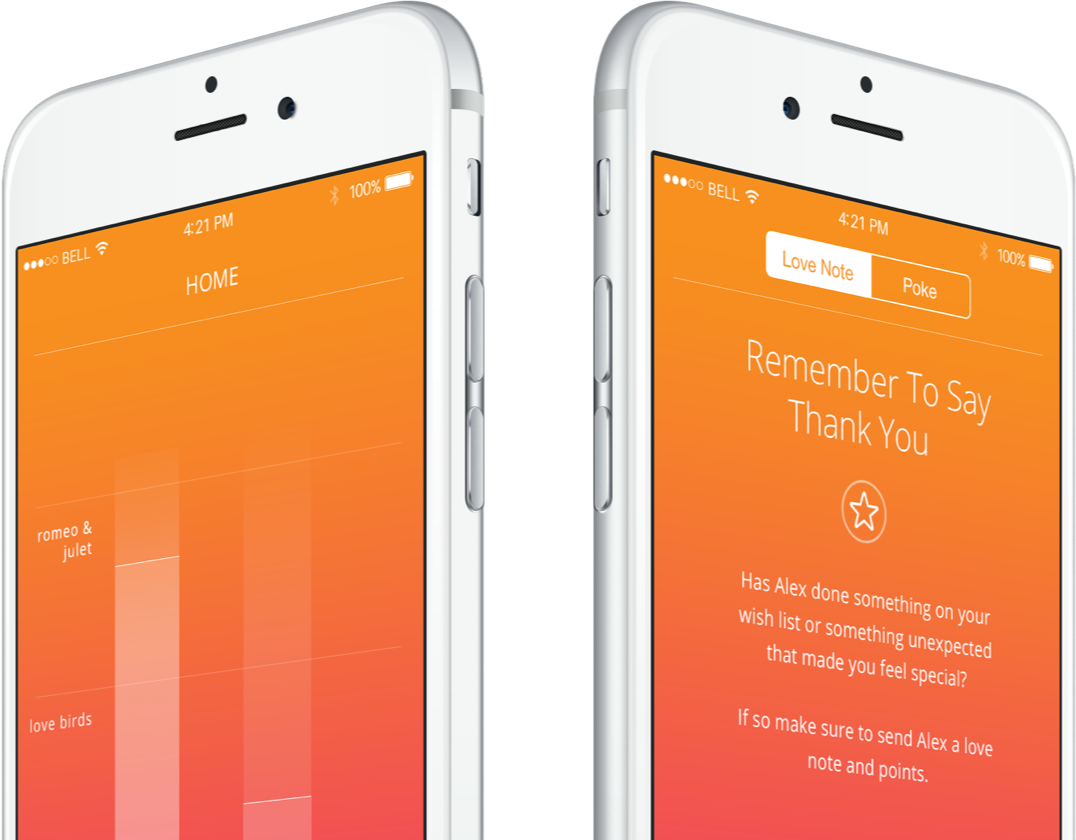 BELL
4:21 PM
100%
HOME
romeo &
julet
love birds
BELL
4:21 PM
100%
Love Note
Poke
Remember To Say
Thank You
Has Alex done something on your
wish list or something unexpected
that made you feel special?
If so make sure to send Alex a love
note and points.